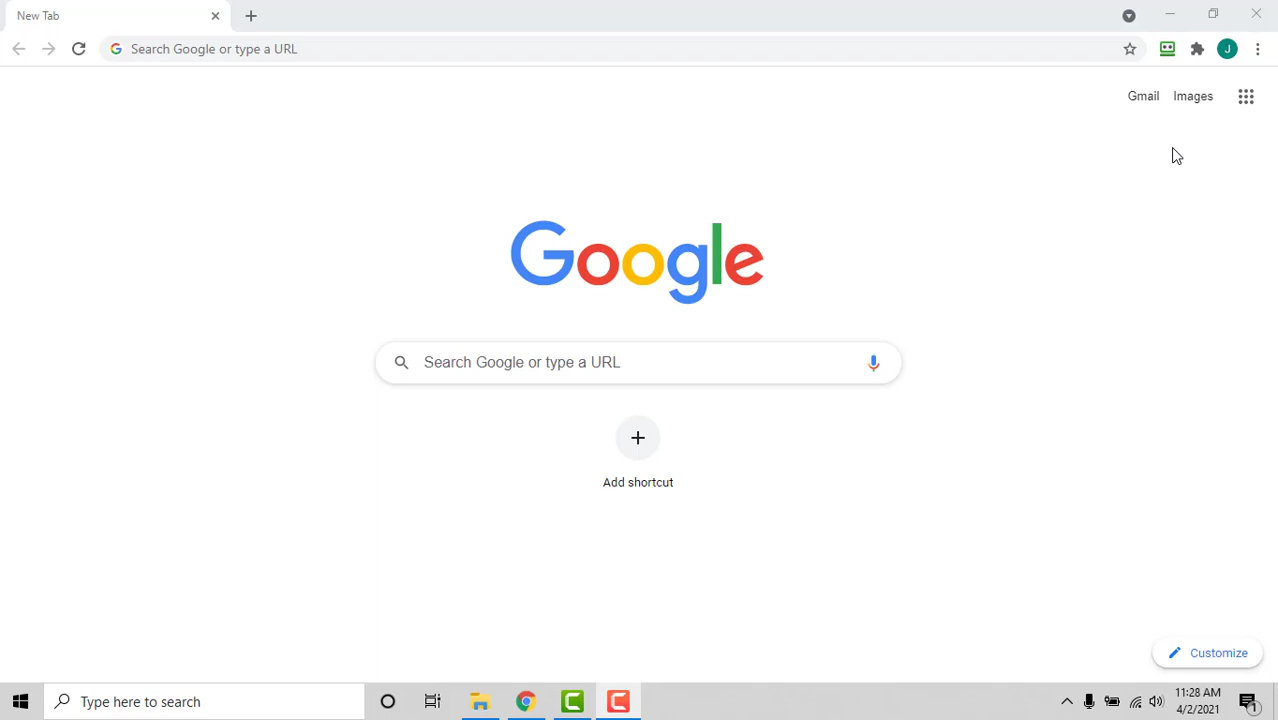 New Tab
Search Google or type a URL
J
Gmail Images
Google
Search Google or type a URL
Add shortcut
Customize
Type here to search
11:28 AM
4/2/2021
1